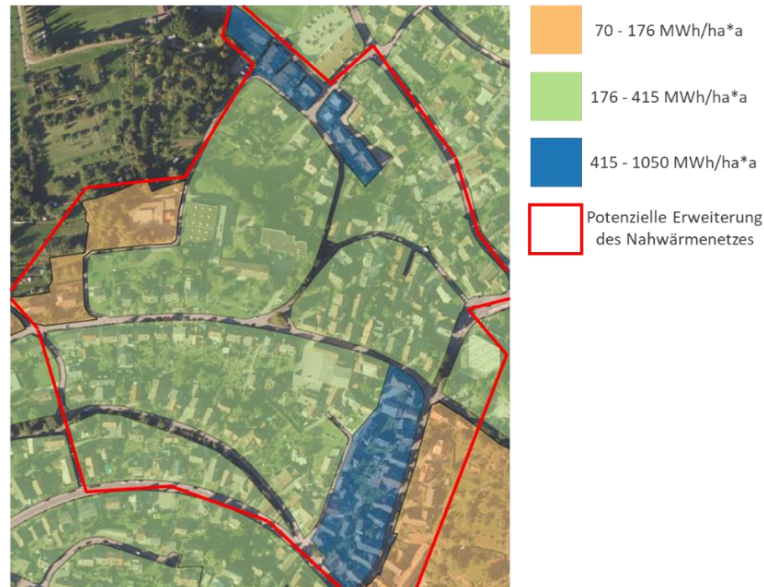 70 - 176 MWh/ha*a
176 - 415 MWh/ha*a
415 - 1050 MWh/ha*a
Potenzielle Erweiterung
des Nahwärmenetzes